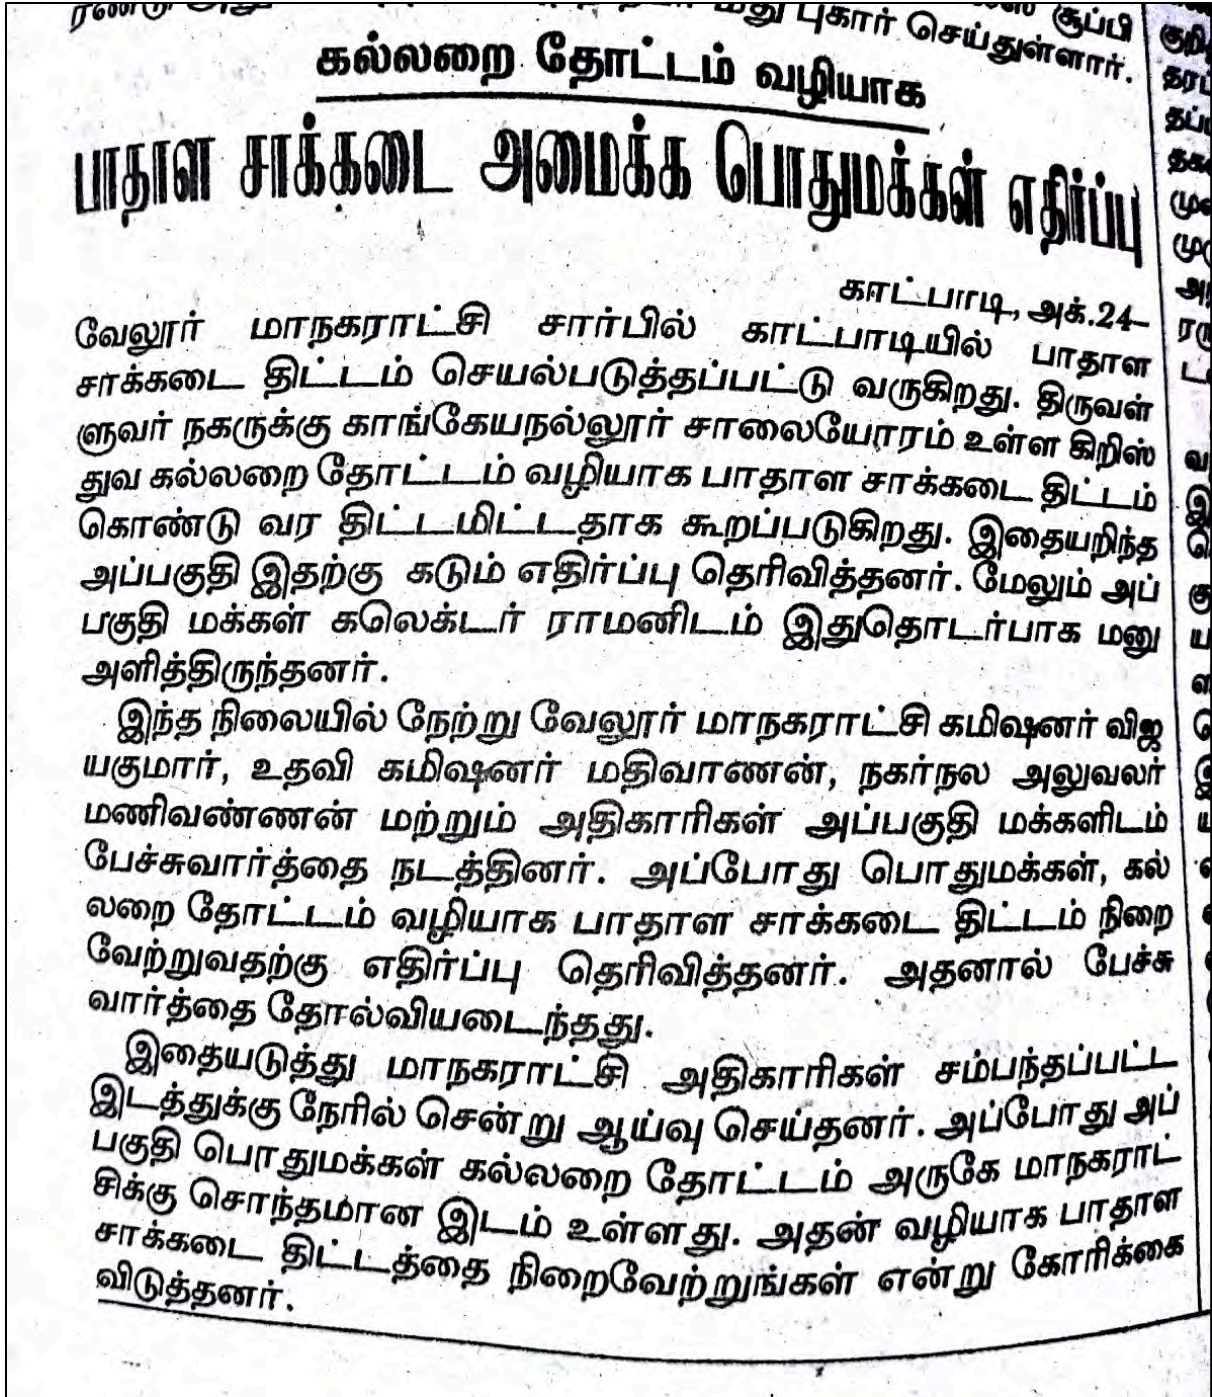 புகார் செய்துள்ளார்.
கல்லறை தோட்டம் வழியாக
பாதாள சாக்கடை அமைக்க பொதுமக்கள் எதிர்ப்பு
காட்பாடி, அக்.24–
வேலூர் மாநகராட்சி சார்பில் காட்பாடியில் பாதாள
சாக்கடை திட்டம் செயல்படுத்தப்பட்டு வருகிறது. திருவள்
ளுவர் நகருக்கு காங்கேயநல்லூர் சாலையோரம் உள்ள கிறிஸ்
துவ கல்லறை தோட்டம் வழியாக பாதாள சாக்கடை திட்டம்
கொண்டு வர திட்டமிட்டதாக கூறப்படுகிறது. இதையறிந்த
அப்பகுதி இதற்கு கடும் எதிர்ப்பு தெரிவித்தனர். மேலும் அப்
பகுதி மக்கள் கலெக்டர் ராமனிடம் இதுதொடர்பாக மனு
அளித்திருந்தனர்.
இந்த நிலையில் நேற்று வேலூர் மாநகராட்சி கமிஷனர் விஜ
யகுமார், உதவி கமிஷனர் மதிவாணன், நகர்நல அலுவலர்
மணிவண்ணன் மற்றும் அதிகாரிகள் அப்பகுதி மக்களிடம்
பேச்சுவார்த்தை நடத்தினர். அப்போது பொதுமக்கள், கல்
லறை தோட்டம் வழியாக பாதாள சாக்கடை திட்டம் நிறை
வேற்றுவதற்கு எதிர்ப்பு தெரிவித்தனர். அதனால் பேச்சு
வார்த்தை தோல்வியடைந்தது.
இதையடுத்து மாநகராட்சி அதிகாரிகள் சம்பந்தப்பட்ட
இடத்துக்கு நேரில் சென்று ஆய்வு செய்தனர். அப்போது அப்
பகுதி பொதுமக்கள் கல்லறை தோட்டம் அருகே மாநகராட்
சிக்கு சொந்தமான இடம் உள்ளது. அதன் வழியாக பாதாள
சாக்கடை திட்டத்தை நிறைவேற்றுங்கள் என்று கோரிக்கை
விடுத்தனர்.